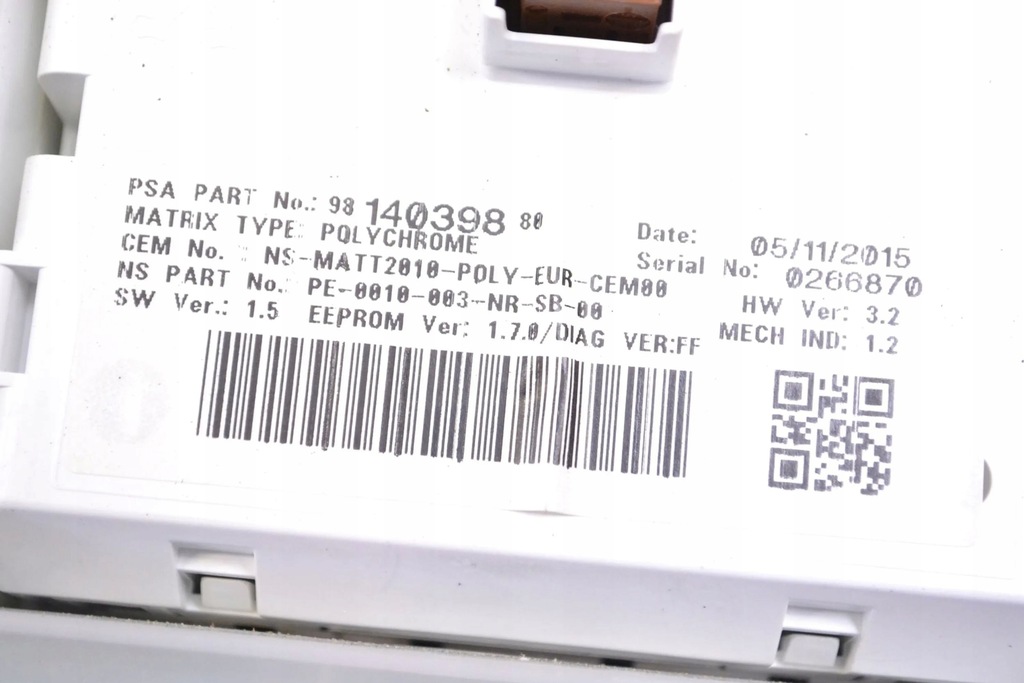 PSA PART No.: 98 140398 80
MATRIX TYPE: POLYCHROME
CEM No. : NS-MATT2010-POLY-EUR-CEM00
NS PART No.: PE-0010-003-NR-SB-00
SW Ver.: 1.5 EEPROM Ver: 1.7.0/DIAG VER:FF
Date: 05/11/2015
Serial No: 0266870
HW Ver: 3.2
MECH IND: 1.2